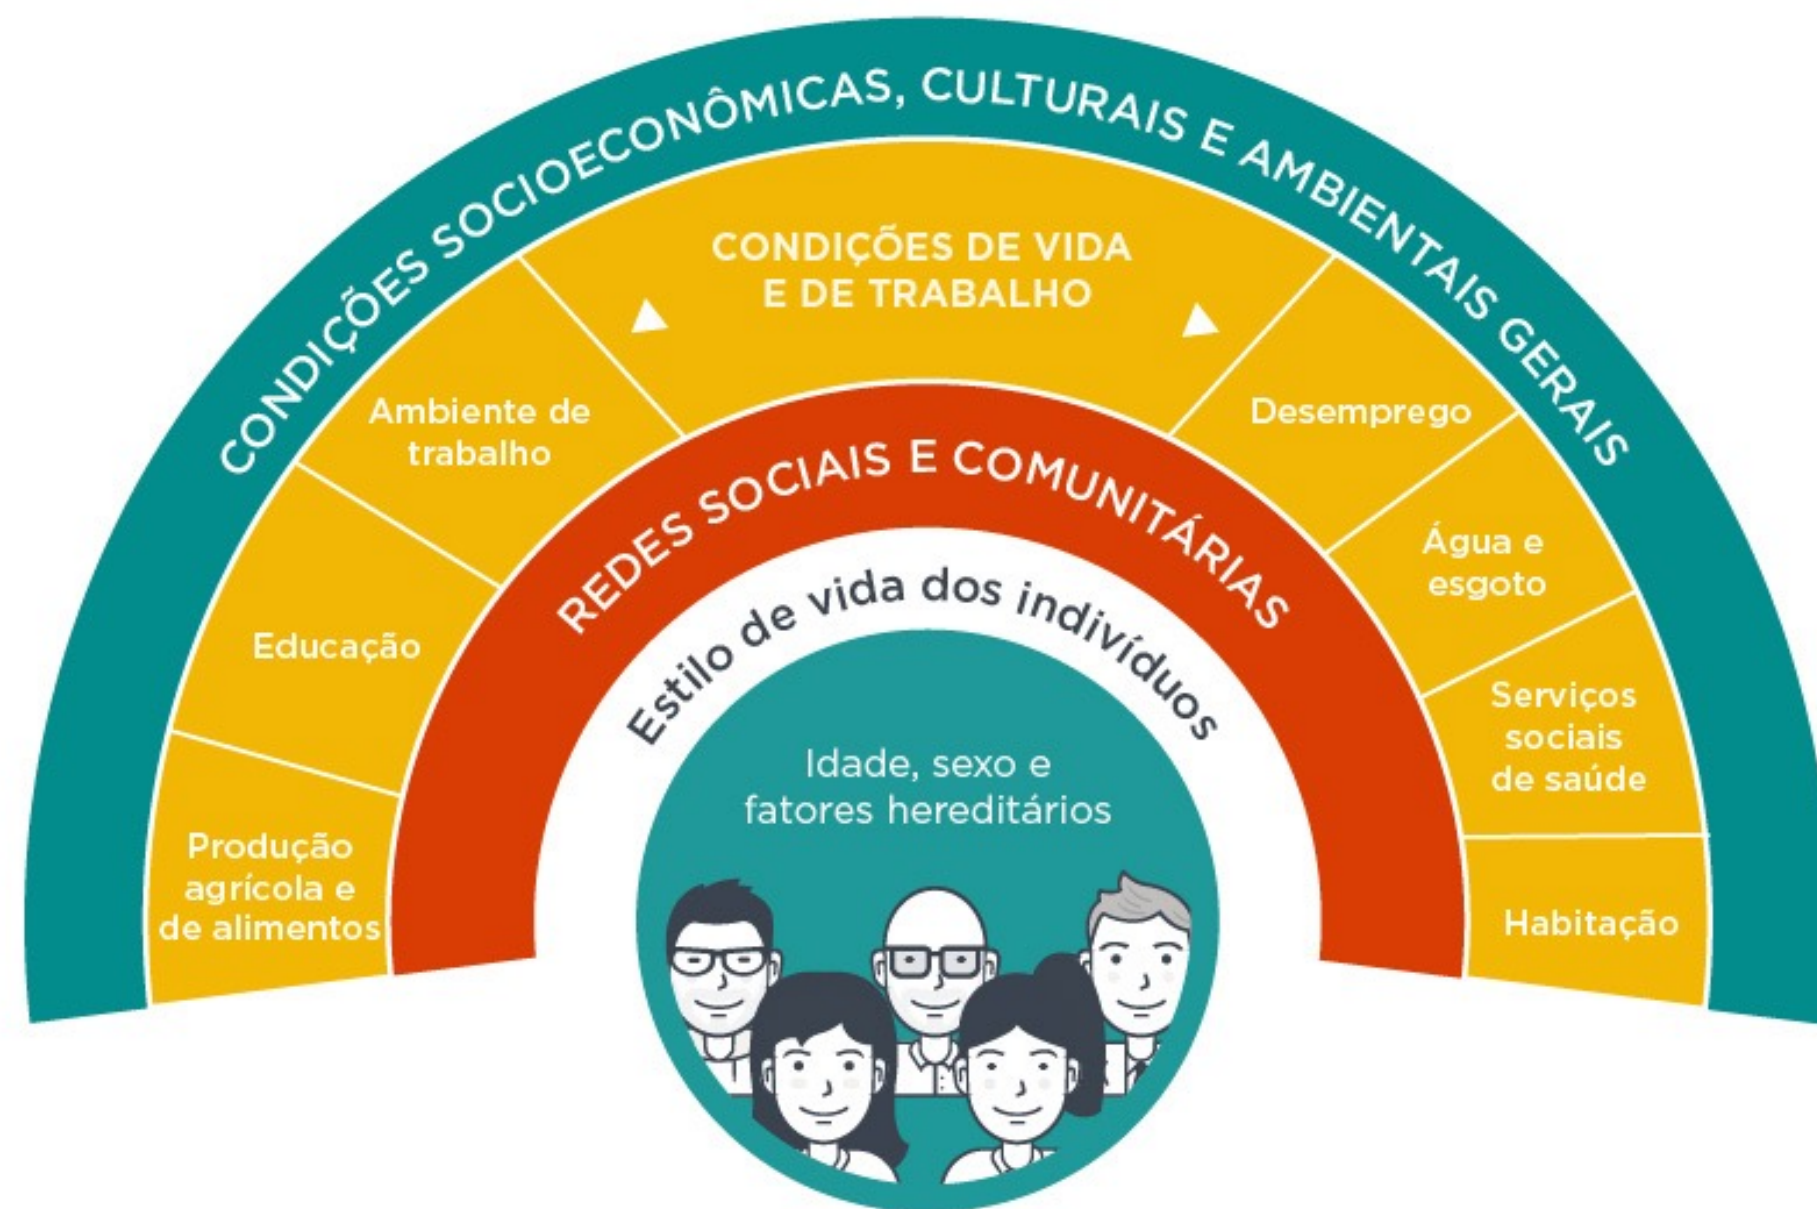 CONDIÇÕES SOCIOECONÔMICAS, CULTURAIS E AMBIENTAIS GERAIS
CONDIÇÕES DE VIDA
E DE TRABALHO
Ambiente de
trabalho
Educação
Produção
agrícola e
de alimentos
Desemprego
Água e
esgoto
Serviços
sociais
de saúde
Habitação
REDES SOCIAIS E COMUNITÁRIAS
Estilo de vida dos indivíduos
Idade, sexo e
fatores hereditários